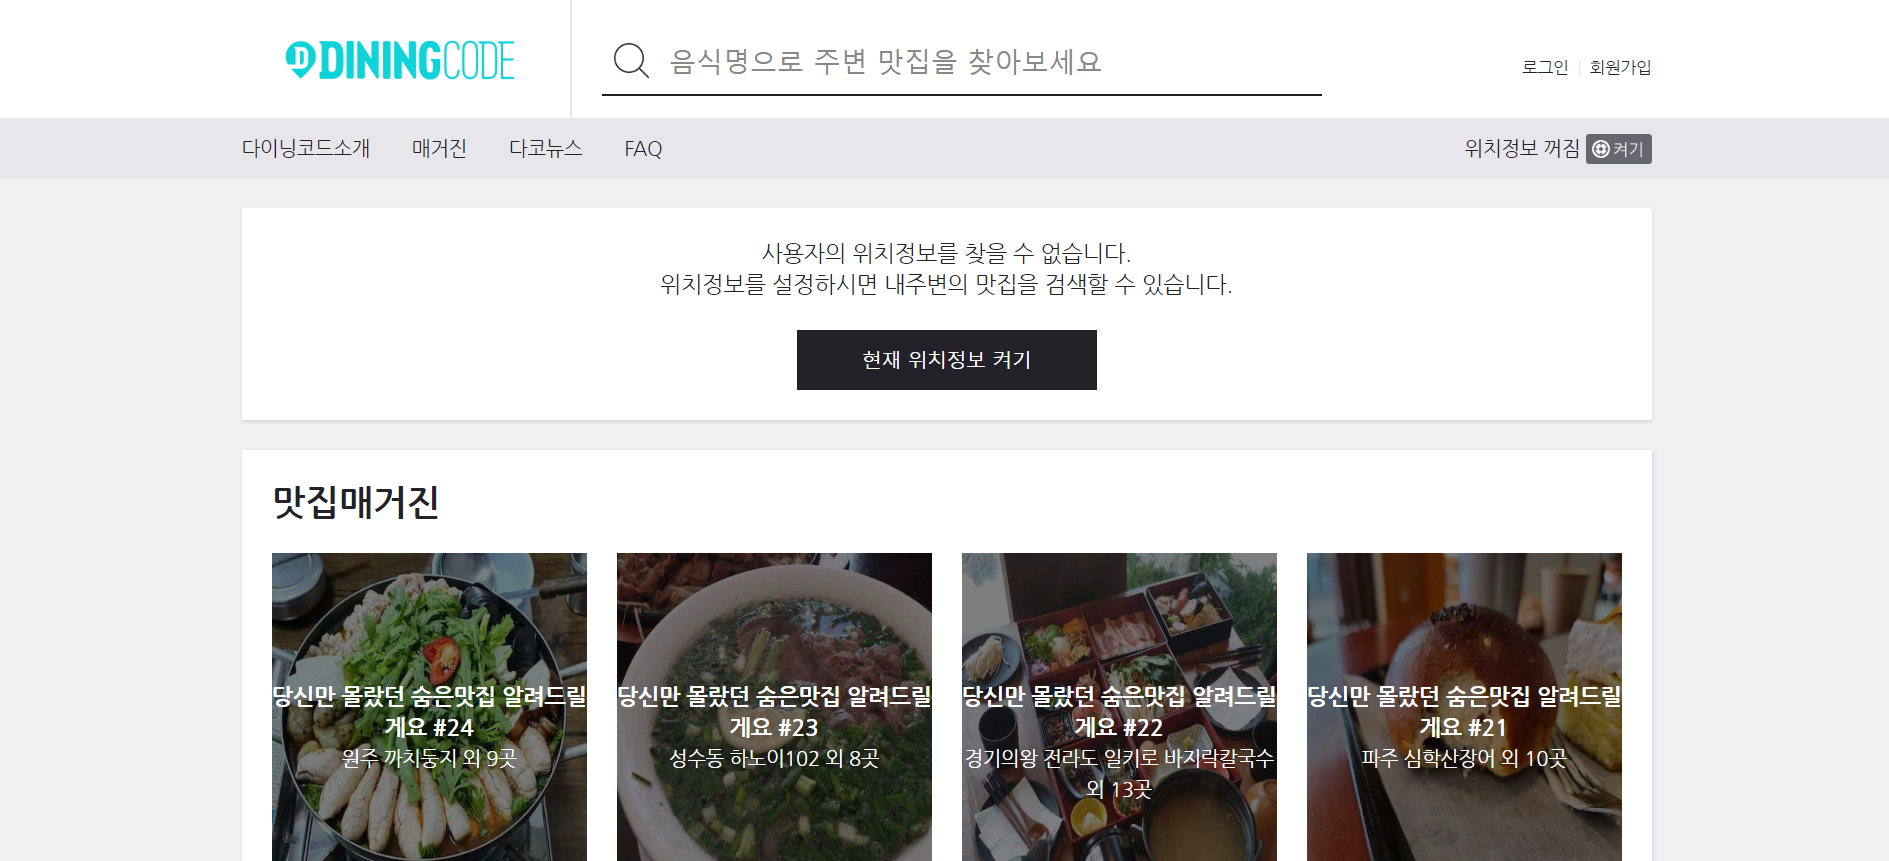 DININGCODE
음식명으로 주변 맛집을 찾아보세요
로그인 회원가입
다이닝코드소개 매거진 다코뉴스 FAQ
위치정보 꺼짐 켜기
사용자의 위치정보를 찾을 수 없습니다.
위치정보를 설정하시면 내주변의 맛집을 검색할 수 있습니다.
현재 위치정보 켜기
맛집매거진
당신만 몰랐던 숨은맛집 알려드릴
게요 #24
원주 까치둥지 외 9곳
당신만 몰랐던 숨은맛집 알려드릴
게요 #23
성수동 하노이102 외 8곳
당신만 몰랐던 숨은맛집 알려드릴
게요 #22
경기의왕 전라도 일키로 바지락칼국수
외 13곳
당신만 몰랐던 숨은맛집 알려드릴
게요 #21
파주 심학산장어 외 10곳